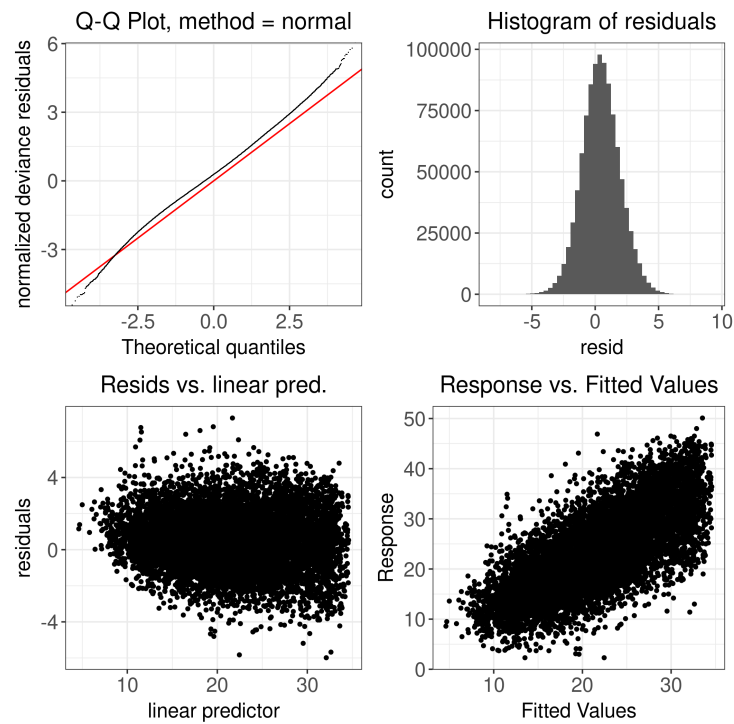 Q-Q Plot, method = normal
normalized deviance residuals
6
3
0
-3
-2.5 0.0 2.5
Theoretical quantiles
Histogram of residuals
count
100000
75000
50000
25000
0
-5 0 5 10
resid
Resids vs. linear pred.
residuals
4
0
-4
10 20 30
linear predictor
Response vs. Fitted Values
Response
50
40
30
20
10
0
10 20 30
Fitted Values